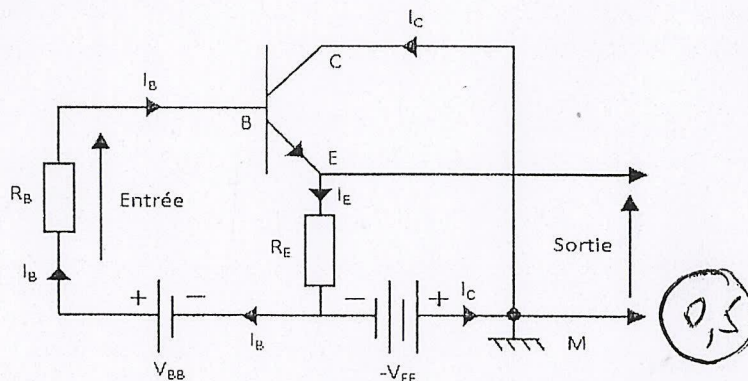 I_C
C
I_B
B
E
I_E
R_B
Entrée
R_E
Sortie
I_B
+ −
− +
I_C
I_B
M
V_BB
-V_EE
0,5